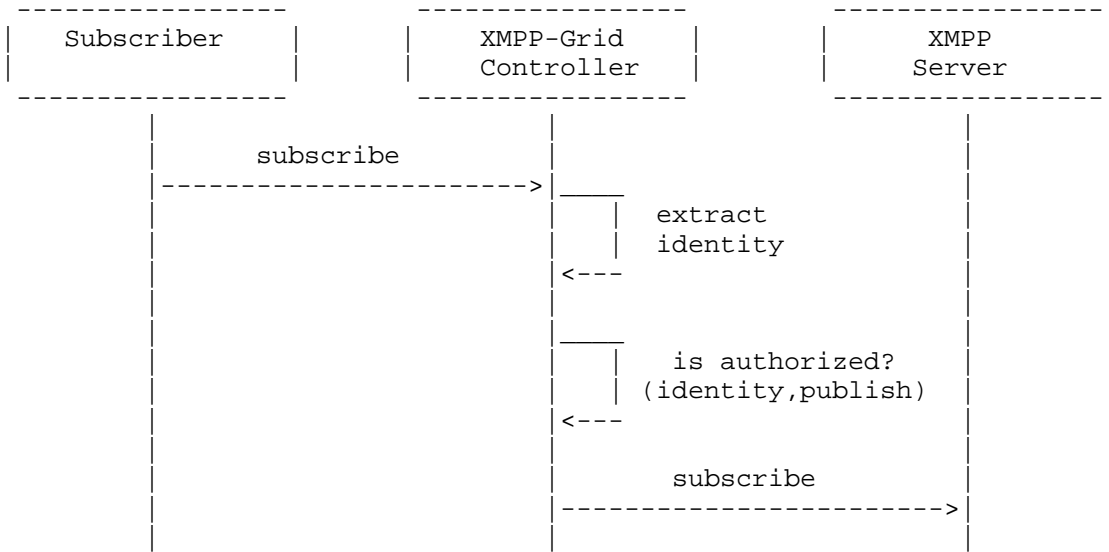 Subscriber XMPP-Grid XMPP
Controller Server
subscribe
extract
identity
is authorized?
(identity,publish)
subscribe